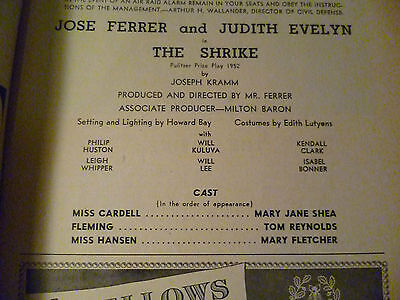 THE EVENT OF AN AIR RAID ALARM REMAIN IN YOUR SEATS AND OBEY THE INSTRUC-
TIONS OF THE MANAGEMENT.—ARTHUR H. WALLANDER, DIRECTOR OF CIVIL DEFENSE.
JOSE FERRER and JUDITH EVELYN
in
THE SHRIKE
Pulitzer Prize Play 1952
by
JOSEPH KRAMM
PRODUCED AND DIRECTED BY MR. FERRER
ASSOCIATE PRODUCER—MILTON BARON
Setting and Lighting by Howard Bay Costumes by Edith Lutyens
with
PHILIP HUSTON WILL KULUVA KENDALL CLARK
LEIGH WHIPPER WILL LEE ISABEL BONNER
CAST
(In the order of appearance)
MISS CARDELL . . . . . . . . . . . . . . . . . . MARY JANE SHEA
FLEMING . . . . . . . . . . . . . . . . . . . . . . TOM REYNOLDS
MISS HANSEN . . . . . . . . . . . . . . . . . . MARY FLETCHER